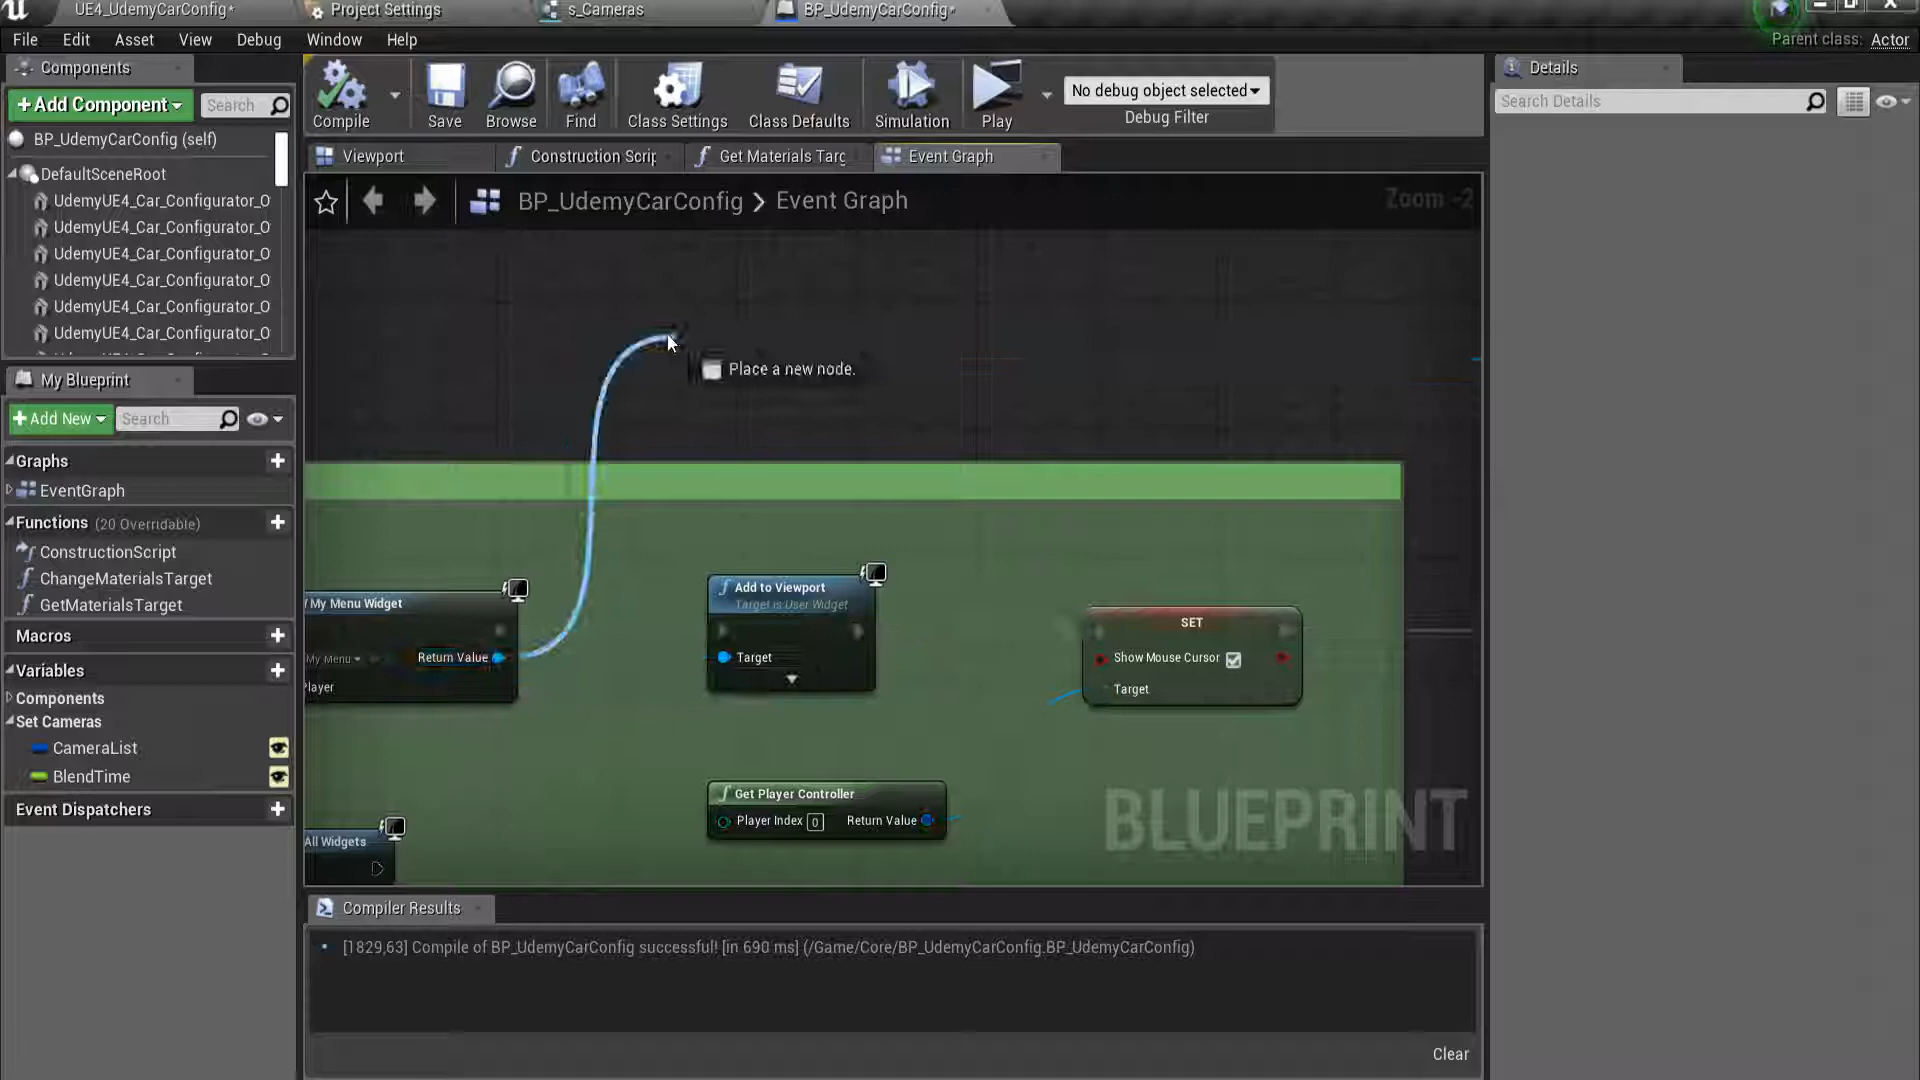 UE4_UdemyCarConfig*
Project Settings
s_Cameras
BP_UdemyCarConfig*
File Edit Asset View Debug Window Help
Parent class: Actor
Components
+Add Component
Search
BP_UdemyCarConfig (self)
DefaultSceneRoot
UdemyUE4_Car_Configurator_O
UdemyUE4_Car_Configurator_O
UdemyUE4_Car_Configurator_O
UdemyUE4_Car_Configurator_O
UdemyUE4_Car_Configurator_O
UdemyUE4_Car_Configurator_O
My Blueprint
+Add New
Search
Graphs
EventGraph
Functions (20 Overridable)
ConstructionScript
ChangeMaterialsTarget
GetMaterialsTarget
Macros
Variables
Components
Set Cameras
CameraList
BlendTime
Event Dispatchers
Compile
Save
Browse
Find
Class Settings
Class Defaults
Simulation
Play
No debug object selected
Debug Filter
Viewport
Construction Scrip
Get Materials Targ
Event Graph
BP_UdemyCarConfig > Event Graph
Zoom -2
Place a new node.
My Menu Widget
My Menu
Return Value
layer
Add to Viewport
Target is User Widget
Target
SET
Show Mouse Cursor
Target
Get Player Controller
Player Index 0
Return Value
All Widgets
BLUEPRINT
Compiler Results
[1829,63] Compile of BP_UdemyCarConfig successful! [in 690 ms] (/Game/Core/BP_UdemyCarConfig.BP_UdemyCarConfig)
Clear
Details
Search Details